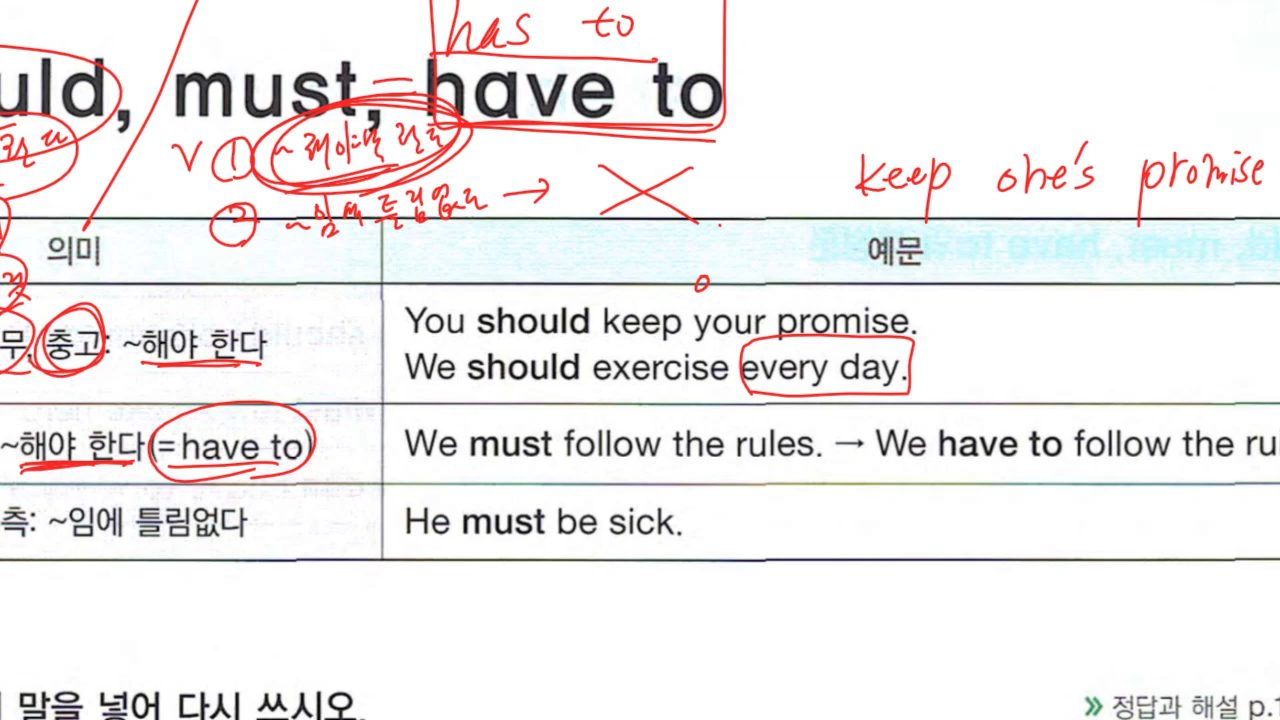 has to
must, = have to
① ~해야만 한다
② ~임에 틀림없다 → ×
keep one's promise
의미 예문
충고: ~해야 한다 You should keep your promise.
We should exercise every day.
~해야 한다(= have to) We must follow the rules. → We have to follow the
측: ~임에 틀림없다 He must be sick.
말을 넣어 다시 쓰시오.
» 정답과 해설 p.1